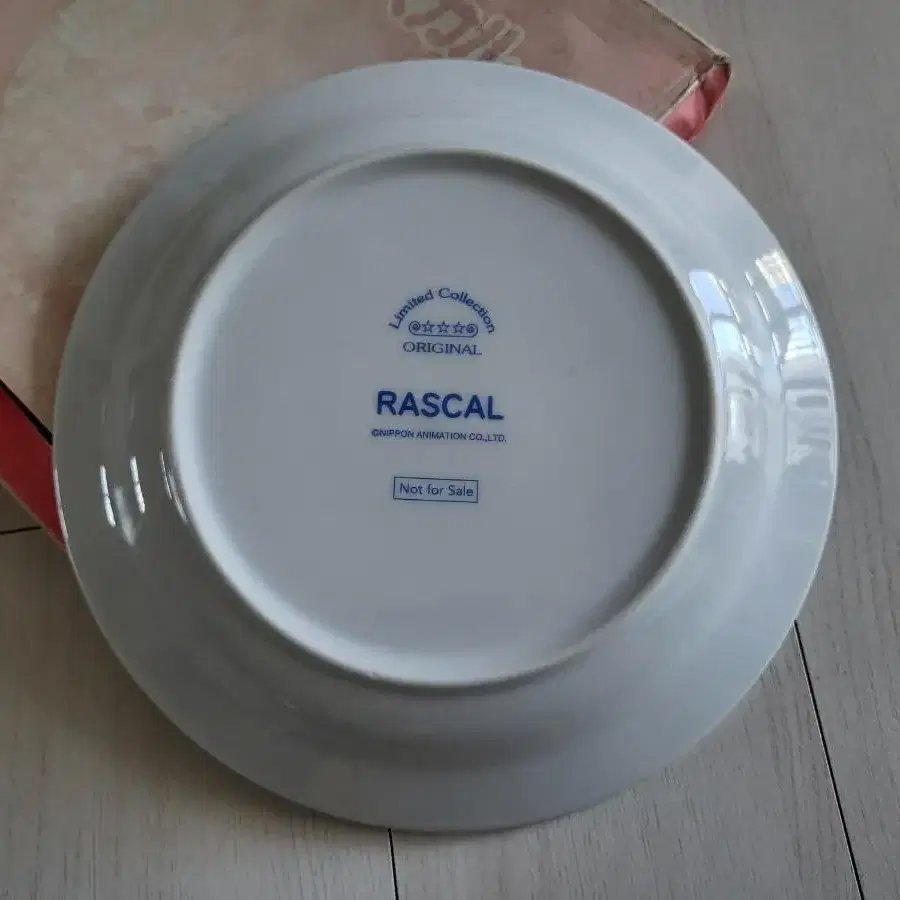 Limited Collection
ORIGINAL
RASCAL
©NIPPON ANIMATION CO.,LTD.
Not for Sale